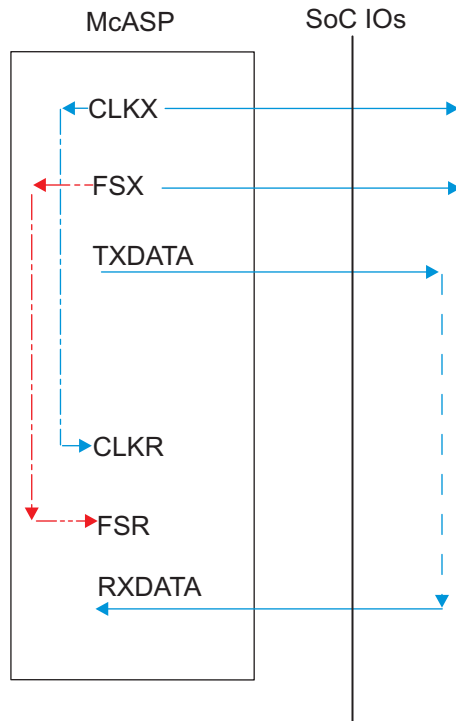 McASP
SoC IOs
CLKX
FSX
TXDATA
CLKR
FSR
RXDATA